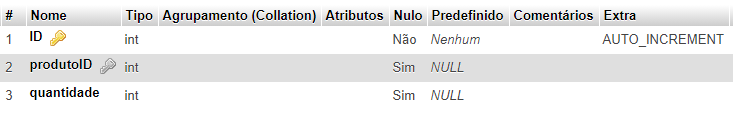 # Nome Tipo Agrupamento (Collation) Atributos Nulo Predefinido Comentários Extra
1 ID int Não Nenhum AUTO_INCREMENT
2 produtoID int Sim NULL
3 quantidade int Sim NULL